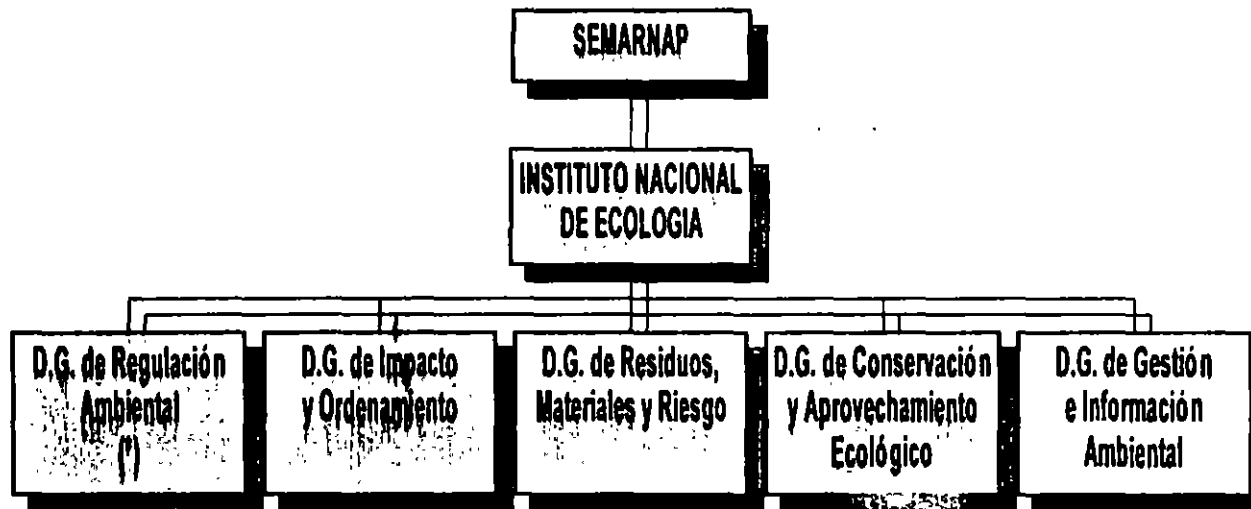 SEMARNAP
INSTITUTO NACIONAL
DE ECOLOGIA
D.G. de Regulación
Ambiental
(*)
D.G. de Impacto
y Ordenamiento
D.G. de Residuos,
Materiales y Riesgo
D.G. de Conservación
y Aprovechamiento
Ecológico
D.G. de Gestión
e Información
Ambiental